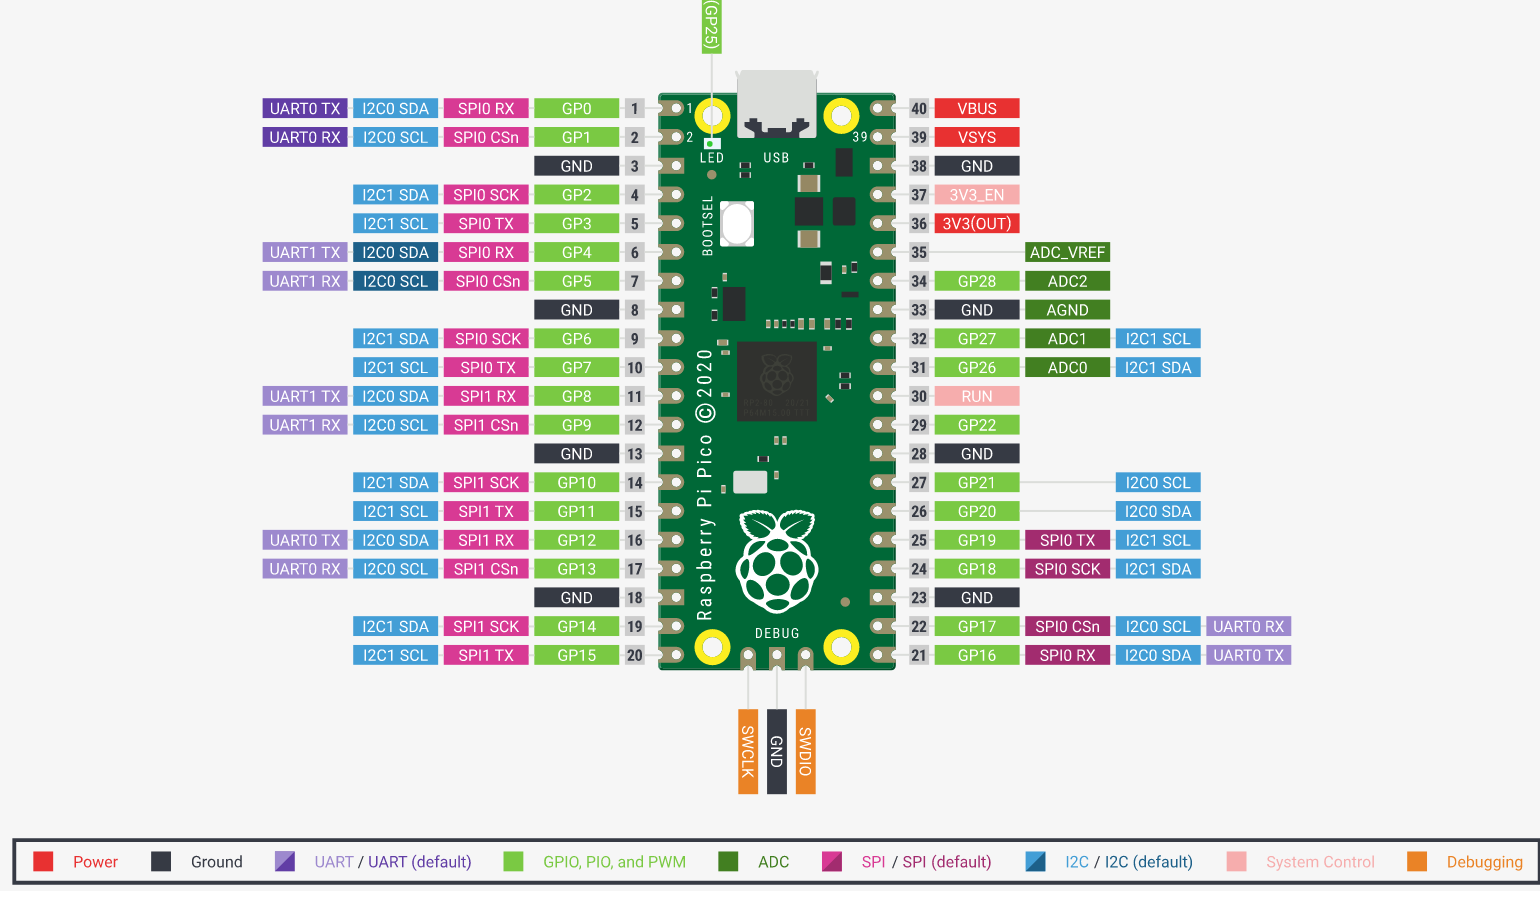 (GP25)
UART0 TX I2C0 SDA SPI0 RX GP0 1 1 40 VBUS
UART0 RX I2C0 SCL SPI0 CSn GP1 2 2 39 39 VSYS
LED USB
GND 3 38 GND
I2C1 SDA SPI0 SCK GP2 4 37 3V3_EN
I2C1 SCL SPI0 TX GP3 5 36 3V3(OUT)
BOOTSEL
UART1 TX I2C0 SDA SPI0 RX GP4 6 35 ADC_VREF
UART1 RX I2C0 SCL SPI0 CSn GP5 7 34 GP28 ADC2
GND 8 33 GND AGND
I2C1 SDA SPI0 SCK GP6 9 32 GP27 ADC1 I2C1 SCL
I2C1 SCL SPI0 TX GP7 10 31 GP26 ADC0 I2C1 SDA
UART1 TX I2C0 SDA SPI1 RX GP8 11 30 RUN
UART1 RX I2C0 SCL SPI1 CSn GP9 12 29 GP22
GND 13 28 GND
I2C1 SDA SPI1 SCK GP10 14 27 GP21 I2C0 SCL
I2C1 SCL SPI1 TX GP11 15 26 GP20 I2C0 SDA
UART0 TX I2C0 SDA SPI1 RX GP12 16 25 GP19 SPI0 TX I2C1 SCL
UART0 RX I2C0 SCL SPI1 CSn GP13 17 24 GP18 SPI0 SCK I2C1 SDA
Raspberry Pi Pico ©2020
GND 18 23 GND
I2C1 SDA SPI1 SCK GP14 19 22 GP17 SPI0 CSn I2C0 SCL UART0 RX
DEBUG
I2C1 SCL SPI1 TX GP15 20 21 GP16 SPI0 RX I2C0 SDA UART0 TX
SWCLK
GND
SWDIO
Power Ground UART / UART (default) GPIO, PIO, and PWM ADC SPI / SPI (default) I2C / I2C (default) System Control Debugging